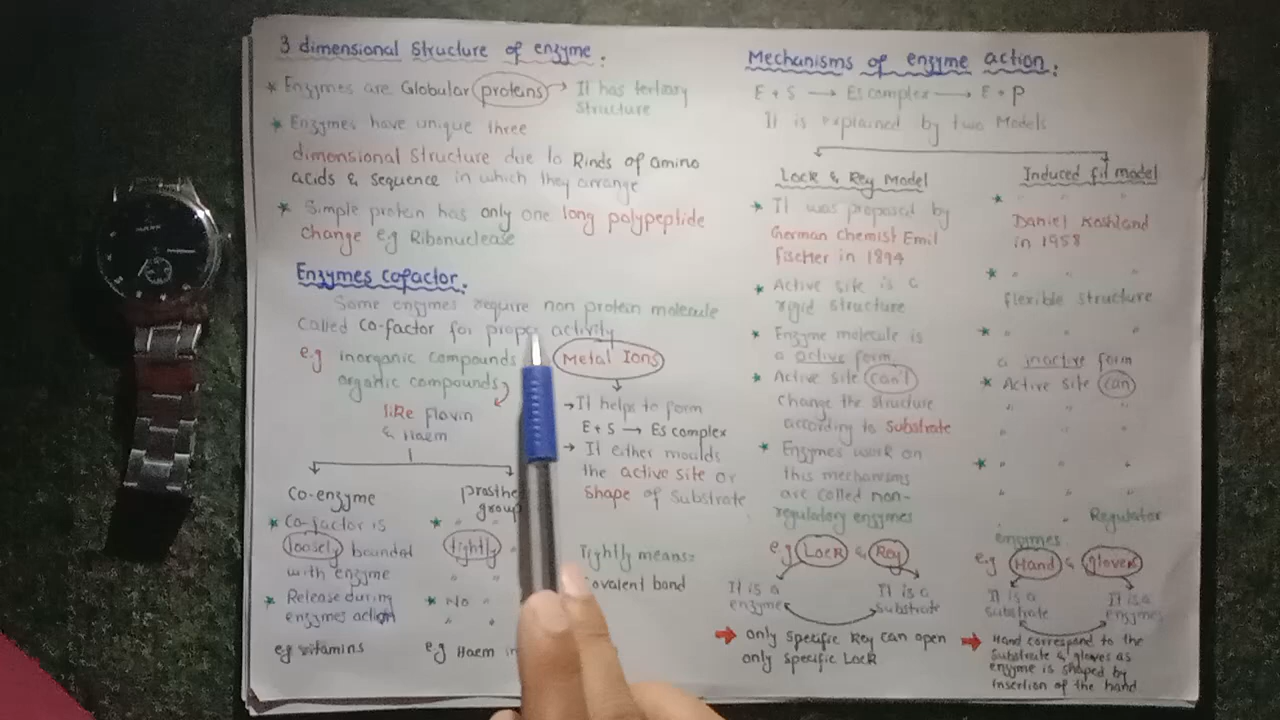 3 dimensional Structure of enzyme:
* Enzymes are Globular proteins → It has tertiary
structure
* Enzymes have unique three
dimensional structure due to Kinds of amino
acids & sequence in which they arrange
* Simple protein has only one long polypeptide
change e.g Ribonuclease
Enzymes cofactor:
Some enzymes require non protein molecule
called co-factor for proper activity
e.g inorganic compounds Metal Ions
organic compounds
like Flavin
& Haem
Co-enzyme
* Co-factor is
loosely bounded
with enzyme
* Release during
enzymes action
eg vitamins
prosthe
group
* " "
tightly "
" "
* No "
" "
eg Haem in
→ It helps to form
E+S → Es complex
→ It either moulds
the active site or
shape of substrate
Tightly means=
ovalent bond
Mechanisms of enzyme action:
E + S → Es complex → E + P
It is explained by two Models
Lock & Key Model
* It was proposed by
German Chemist Emil
Fischer in 1894
* Active site is a
rigid structure
* Enzyme molecule is
a active form
* Active site can't
change the structure
according to substrate
* Enzymes work on
this mechanisms
are called non-
regulatory enzymes
e.g Lock & Key
It is a
enzyme
It is a
substrate
→ only specific Key can open
only specific Lock
Induced fit model
* " " "
Daniel Koshland
in 1958
* " " "
flexible structure
* " " "
a inactive form
* Active site can
" " "
" " "
* " " "
" " "
" Regulator
enzymes
e.g Hand & gloves
It is a
substrate
It is a
enzymes
→ Hand correspond to the
substrate & gloves as
enzyme is shaped by
insertion of the hand